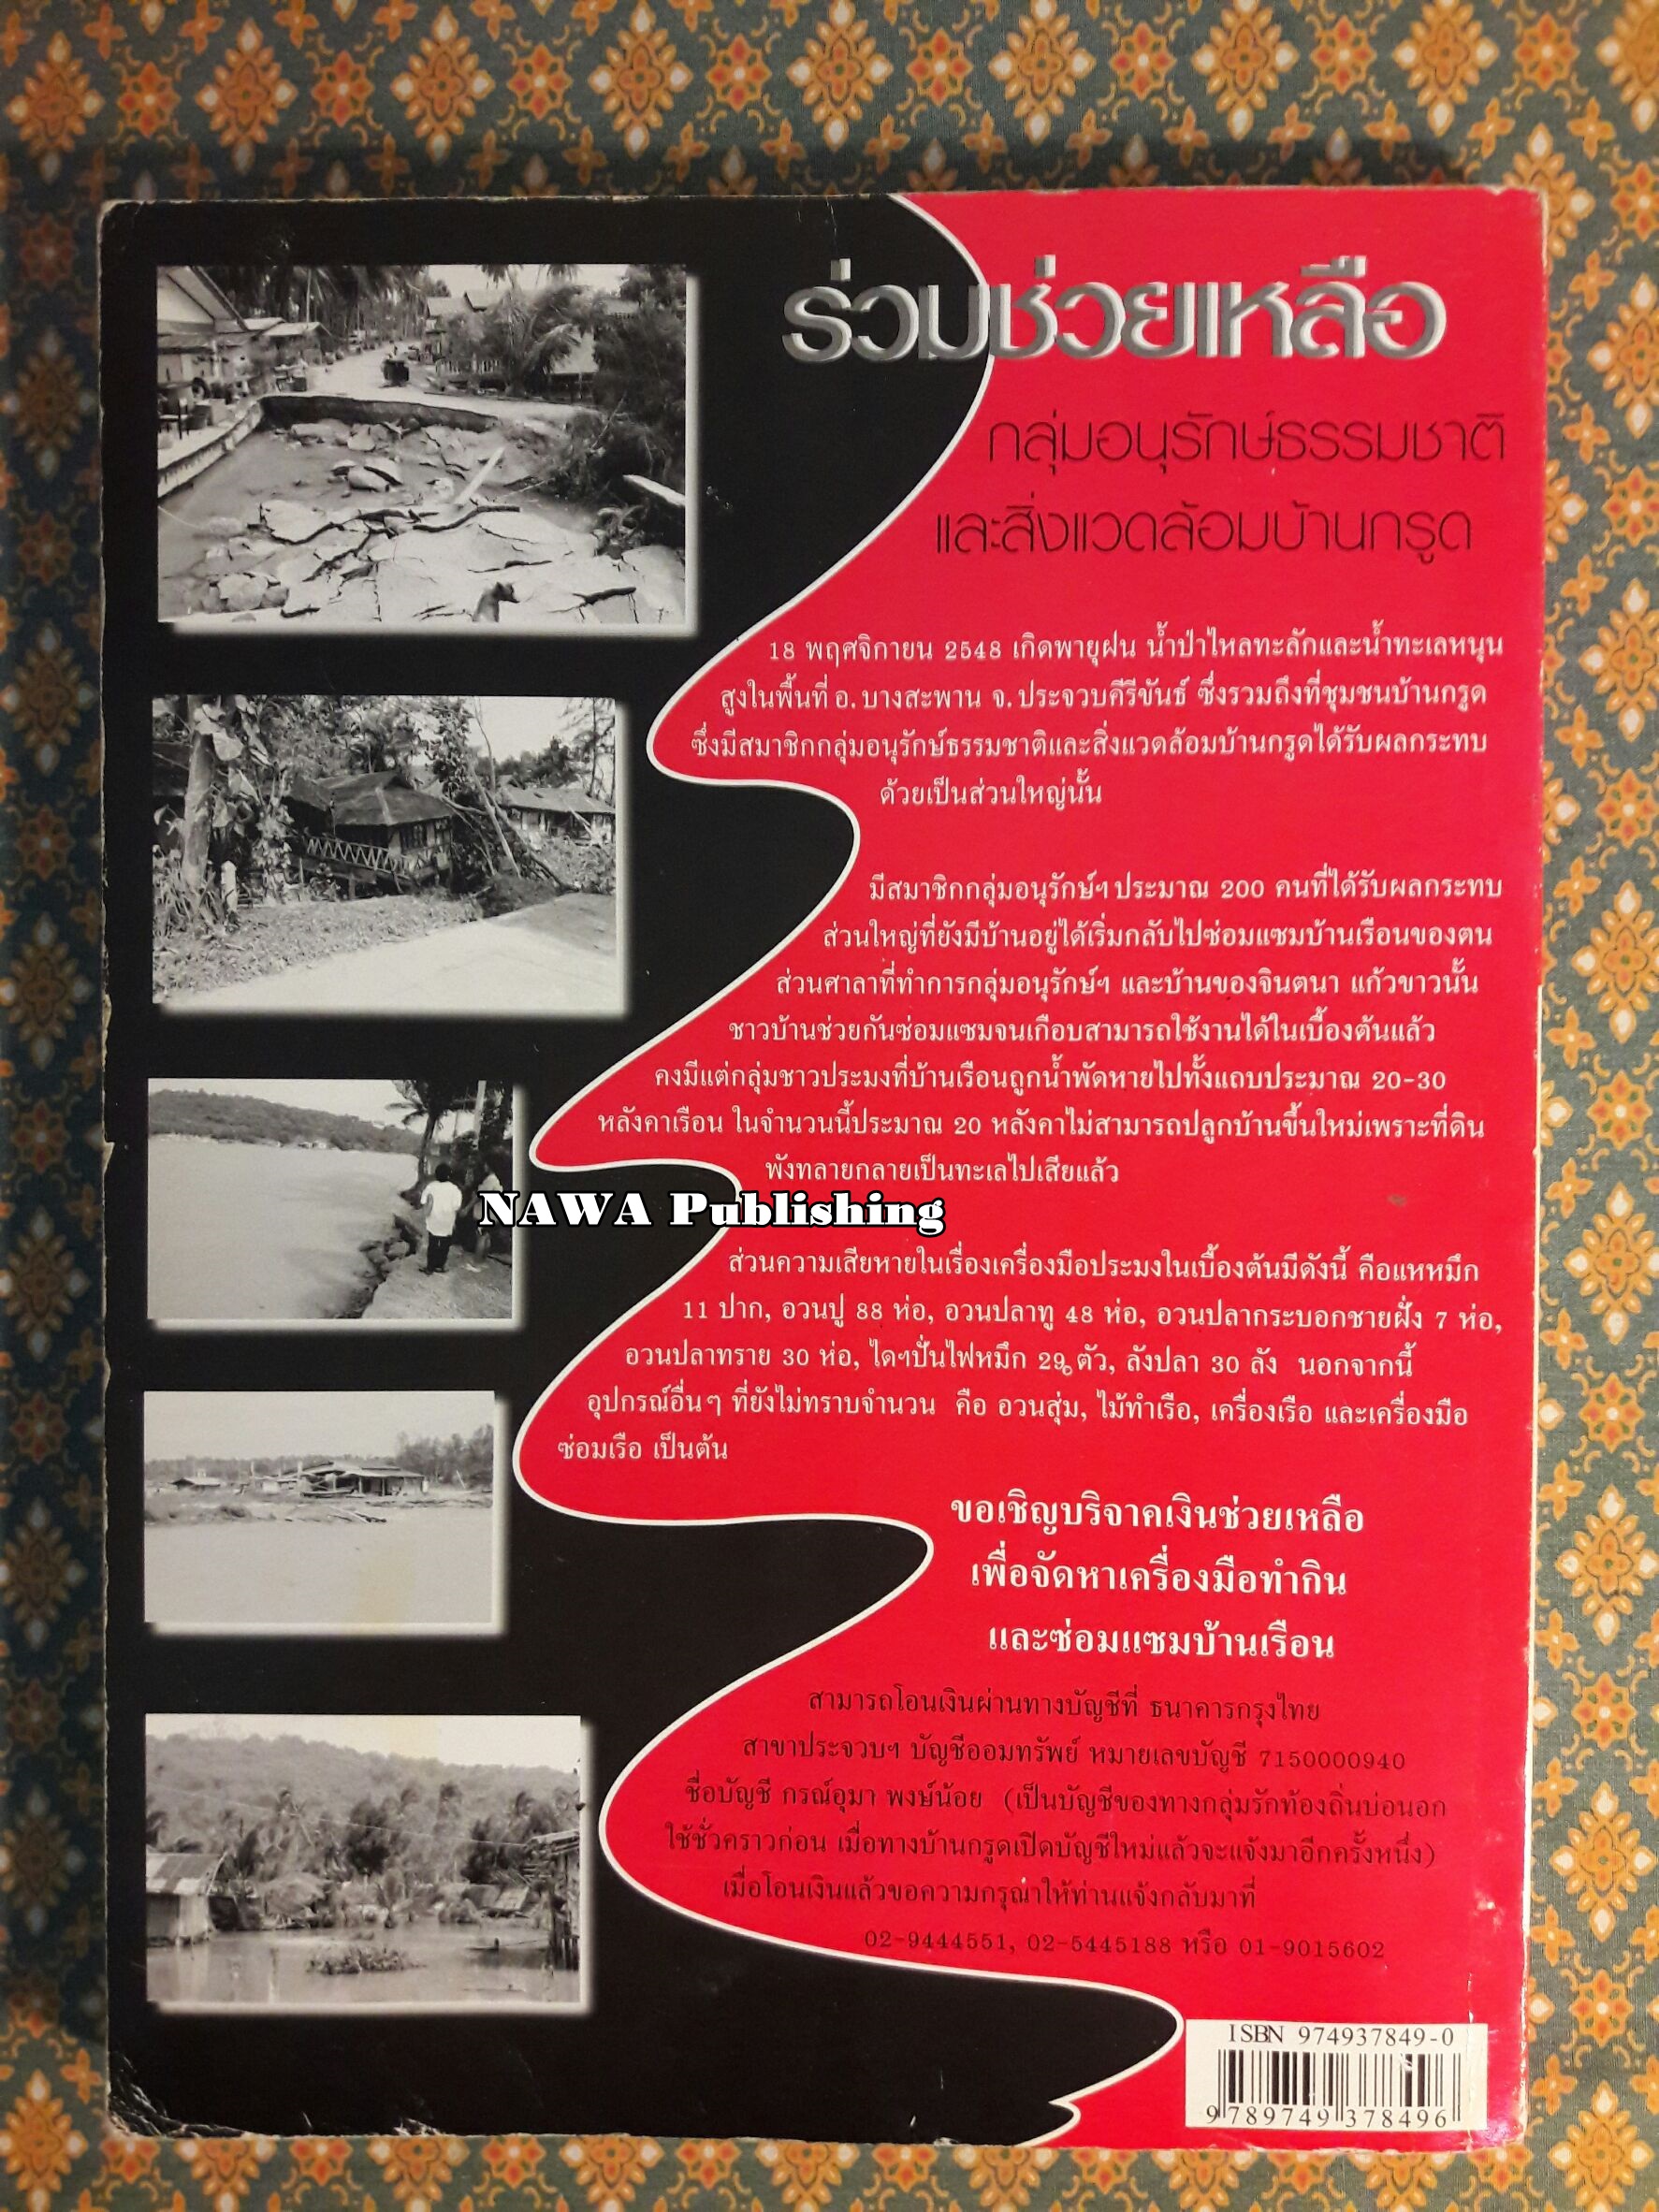 ร่วมช่วยเหลือ
กลุ่มอนุรักษ์ธรรมชาติ
และสิ่งแวดล้อมบ้านกรูด
18 พฤศจิกายน 2548 เกิดพายุฝน น้ำป่าไหลทะลักและน้ำทะเลหนุน
สูงในพื้นที่ อ. บางสะพาน จ. ประจวบคีรีขันธ์ ซึ่งรวมถึงที่ชุมชนบ้านกรูด
ซึ่งมีสมาชิกกลุ่มอนุรักษ์ธรรมชาติและสิ่งแวดล้อมบ้านกรูดได้รับผลกระทบ
ด้วยเป็นส่วนใหญ่นั้น
มีสมาชิกกลุ่มอนุรักษ์ฯ ประมาณ 200 คนที่ได้รับผลกระทบ
ส่วนใหญ่ที่ยังมีบ้านอยู่ได้เริ่มกลับไปซ่อมแซมบ้านเรือนของตน
ส่วนศาลาที่ทำการกลุ่มอนุรักษ์ฯ และบ้านของจินตนา แก้วขาวนั้น
ชาวบ้านช่วยกันซ่อมแซมจนเกือบสามารถใช้งานได้ในเบื้องต้นแล้ว
คงมีแต่กลุ่มชาวประมงที่บ้านเรือนถูกน้ำพัดหายไปทั้งแถบประมาณ 20-30
หลังคาเรือน ในจำนวนนี้ประมาณ 20 หลังคาไม่สามารถปลูกบ้านขึ้นใหม่เพราะที่ดิน
พังทลายกลายเป็นทะเลไปเสียแล้ว
NAWA Publishing
ส่วนความเสียหายในเรื่องเครื่องมือประมงในเบื้องต้นมีดังนี้ คือแหหมึก
11 ปาก, อวนปู 88 ห่อ, อวนปลาทู 48 ห่อ, อวนปลากระบอกชายฝั่ง 7 ห่อ,
อวนปลาทราย 30 ห่อ, ไดฯปั่นไฟหมึก 29 ตัว, ลังปลา 30 ลัง นอกจากนี้
อุปกรณ์อื่นๆ ที่ยังไม่ทราบจำนวน คือ อวนสุ่ม, ไม้ทำเรือ, เครื่องเรือ และเครื่องมือ
ซ่อมเรือ เป็นต้น
ขอเชิญบริจาคเงินช่วยเหลือ
เพื่อจัดหาเครื่องมือทำกิน
และซ่อมแซมบ้านเรือน
สามารถโอนเงินผ่านทางบัญชีที่ ธนาคารกรุงไทย
สาขาประจวบฯ บัญชีออมทรัพย์ หมายเลขบัญชี 7150000940
ชื่อบัญชี กรณ์อุมา พงษ์น้อย (เป็นบัญชีของทางกลุ่มรักท้องถิ่นบ่อนอก
ใช้ชั่วคราวก่อน เมื่อทางบ้านกรูดเปิดบัญชีใหม่แล้วจะแจ้งมาอีกครั้งหนึ่ง)
เมื่อโอนเงินแล้วขอความกรุณาให้ท่านแจ้งกลับมาที่
02-9444551, 02-5445188 หรือ 01-9015602
ISBN 974937849-0
9 789749 378496